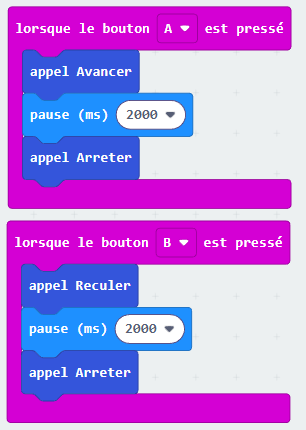 lorsque le bouton A est pressé
appel Avancer
pause (ms) 2000
appel Arreter
lorsque le bouton B est pressé
appel Reculer
pause (ms) 2000
appel Arreter